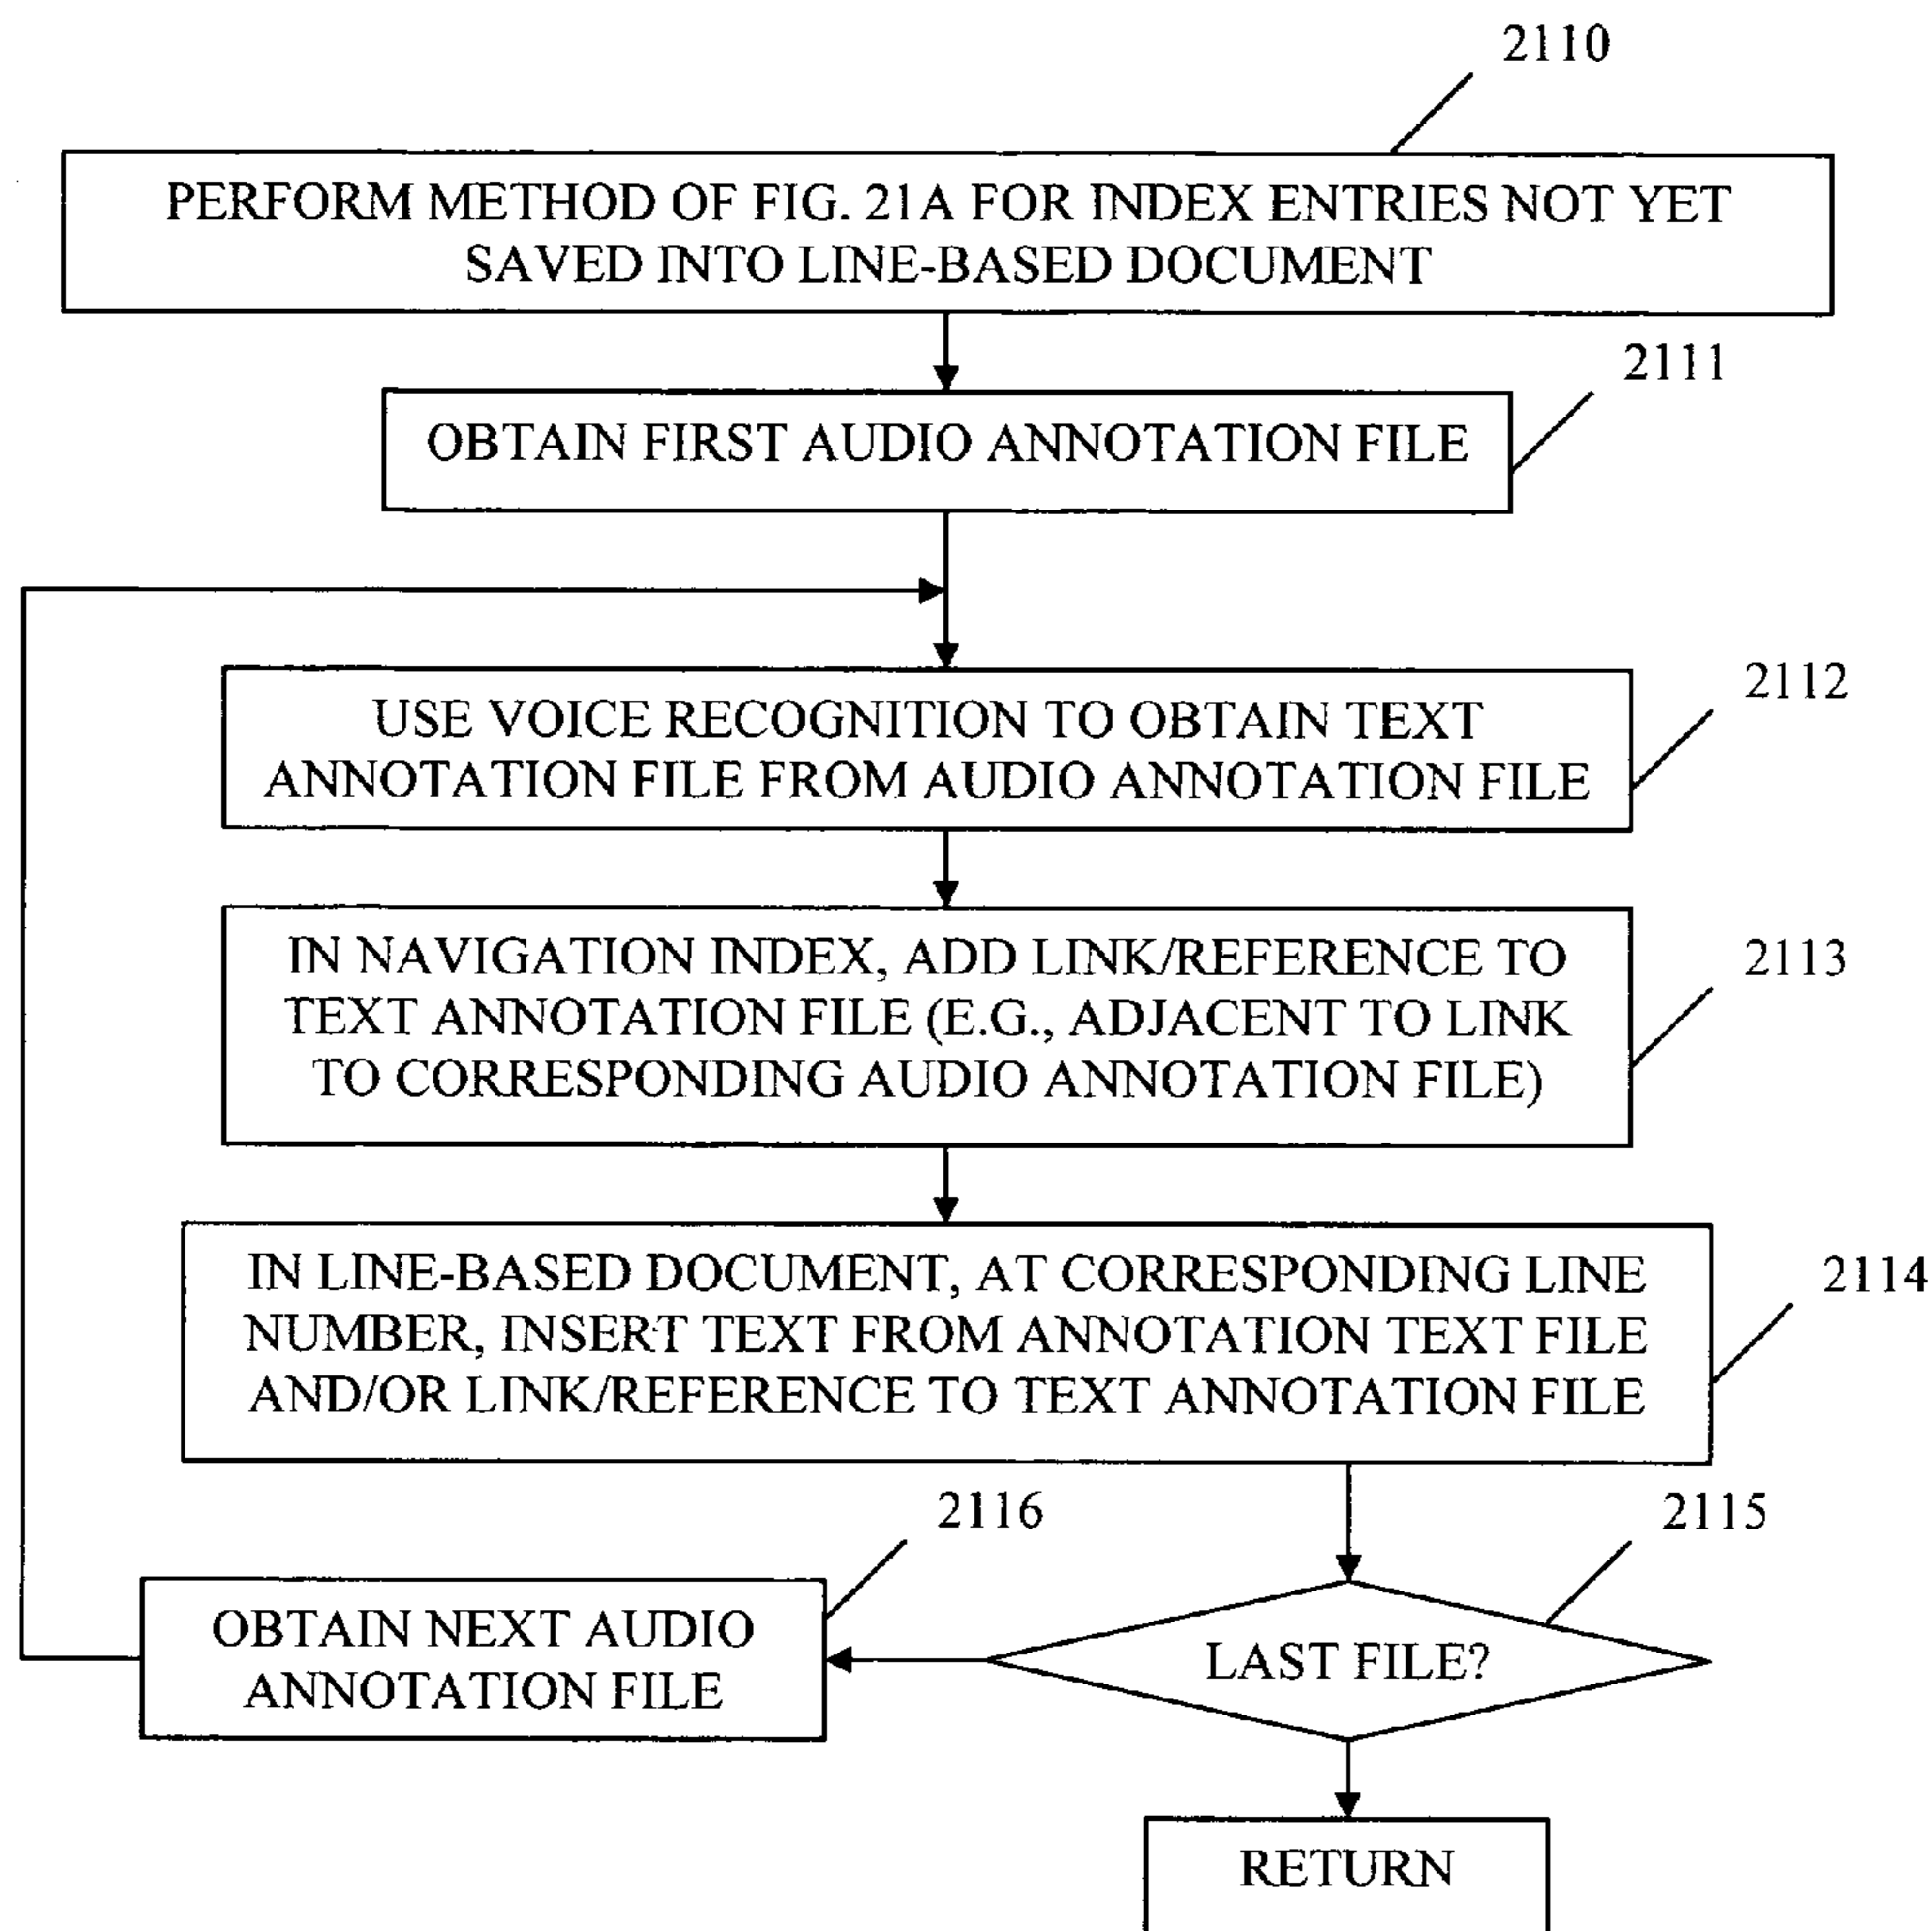 2110
PERFORM METHOD OF FIG. 21A FOR INDEX ENTRIES NOT YET
SAVED INTO LINE-BASED DOCUMENT
2111
OBTAIN FIRST AUDIO ANNOTATION FILE
2112
USE VOICE RECOGNITION TO OBTAIN TEXT
ANNOTATION FILE FROM AUDIO ANNOTATION FILE
2113
IN NAVIGATION INDEX, ADD LINK/REFERENCE TO
TEXT ANNOTATION FILE (E.G., ADJACENT TO LINK
TO CORRESPONDING AUDIO ANNOTATION FILE)
2114
IN LINE-BASED DOCUMENT, AT CORRESPONDING LINE
NUMBER, INSERT TEXT FROM ANNOTATION TEXT FILE
AND/OR LINK/REFERENCE TO TEXT ANNOTATION FILE
2116
2115
OBTAIN NEXT AUDIO
ANNOTATION FILE
LAST FILE?
RETURN